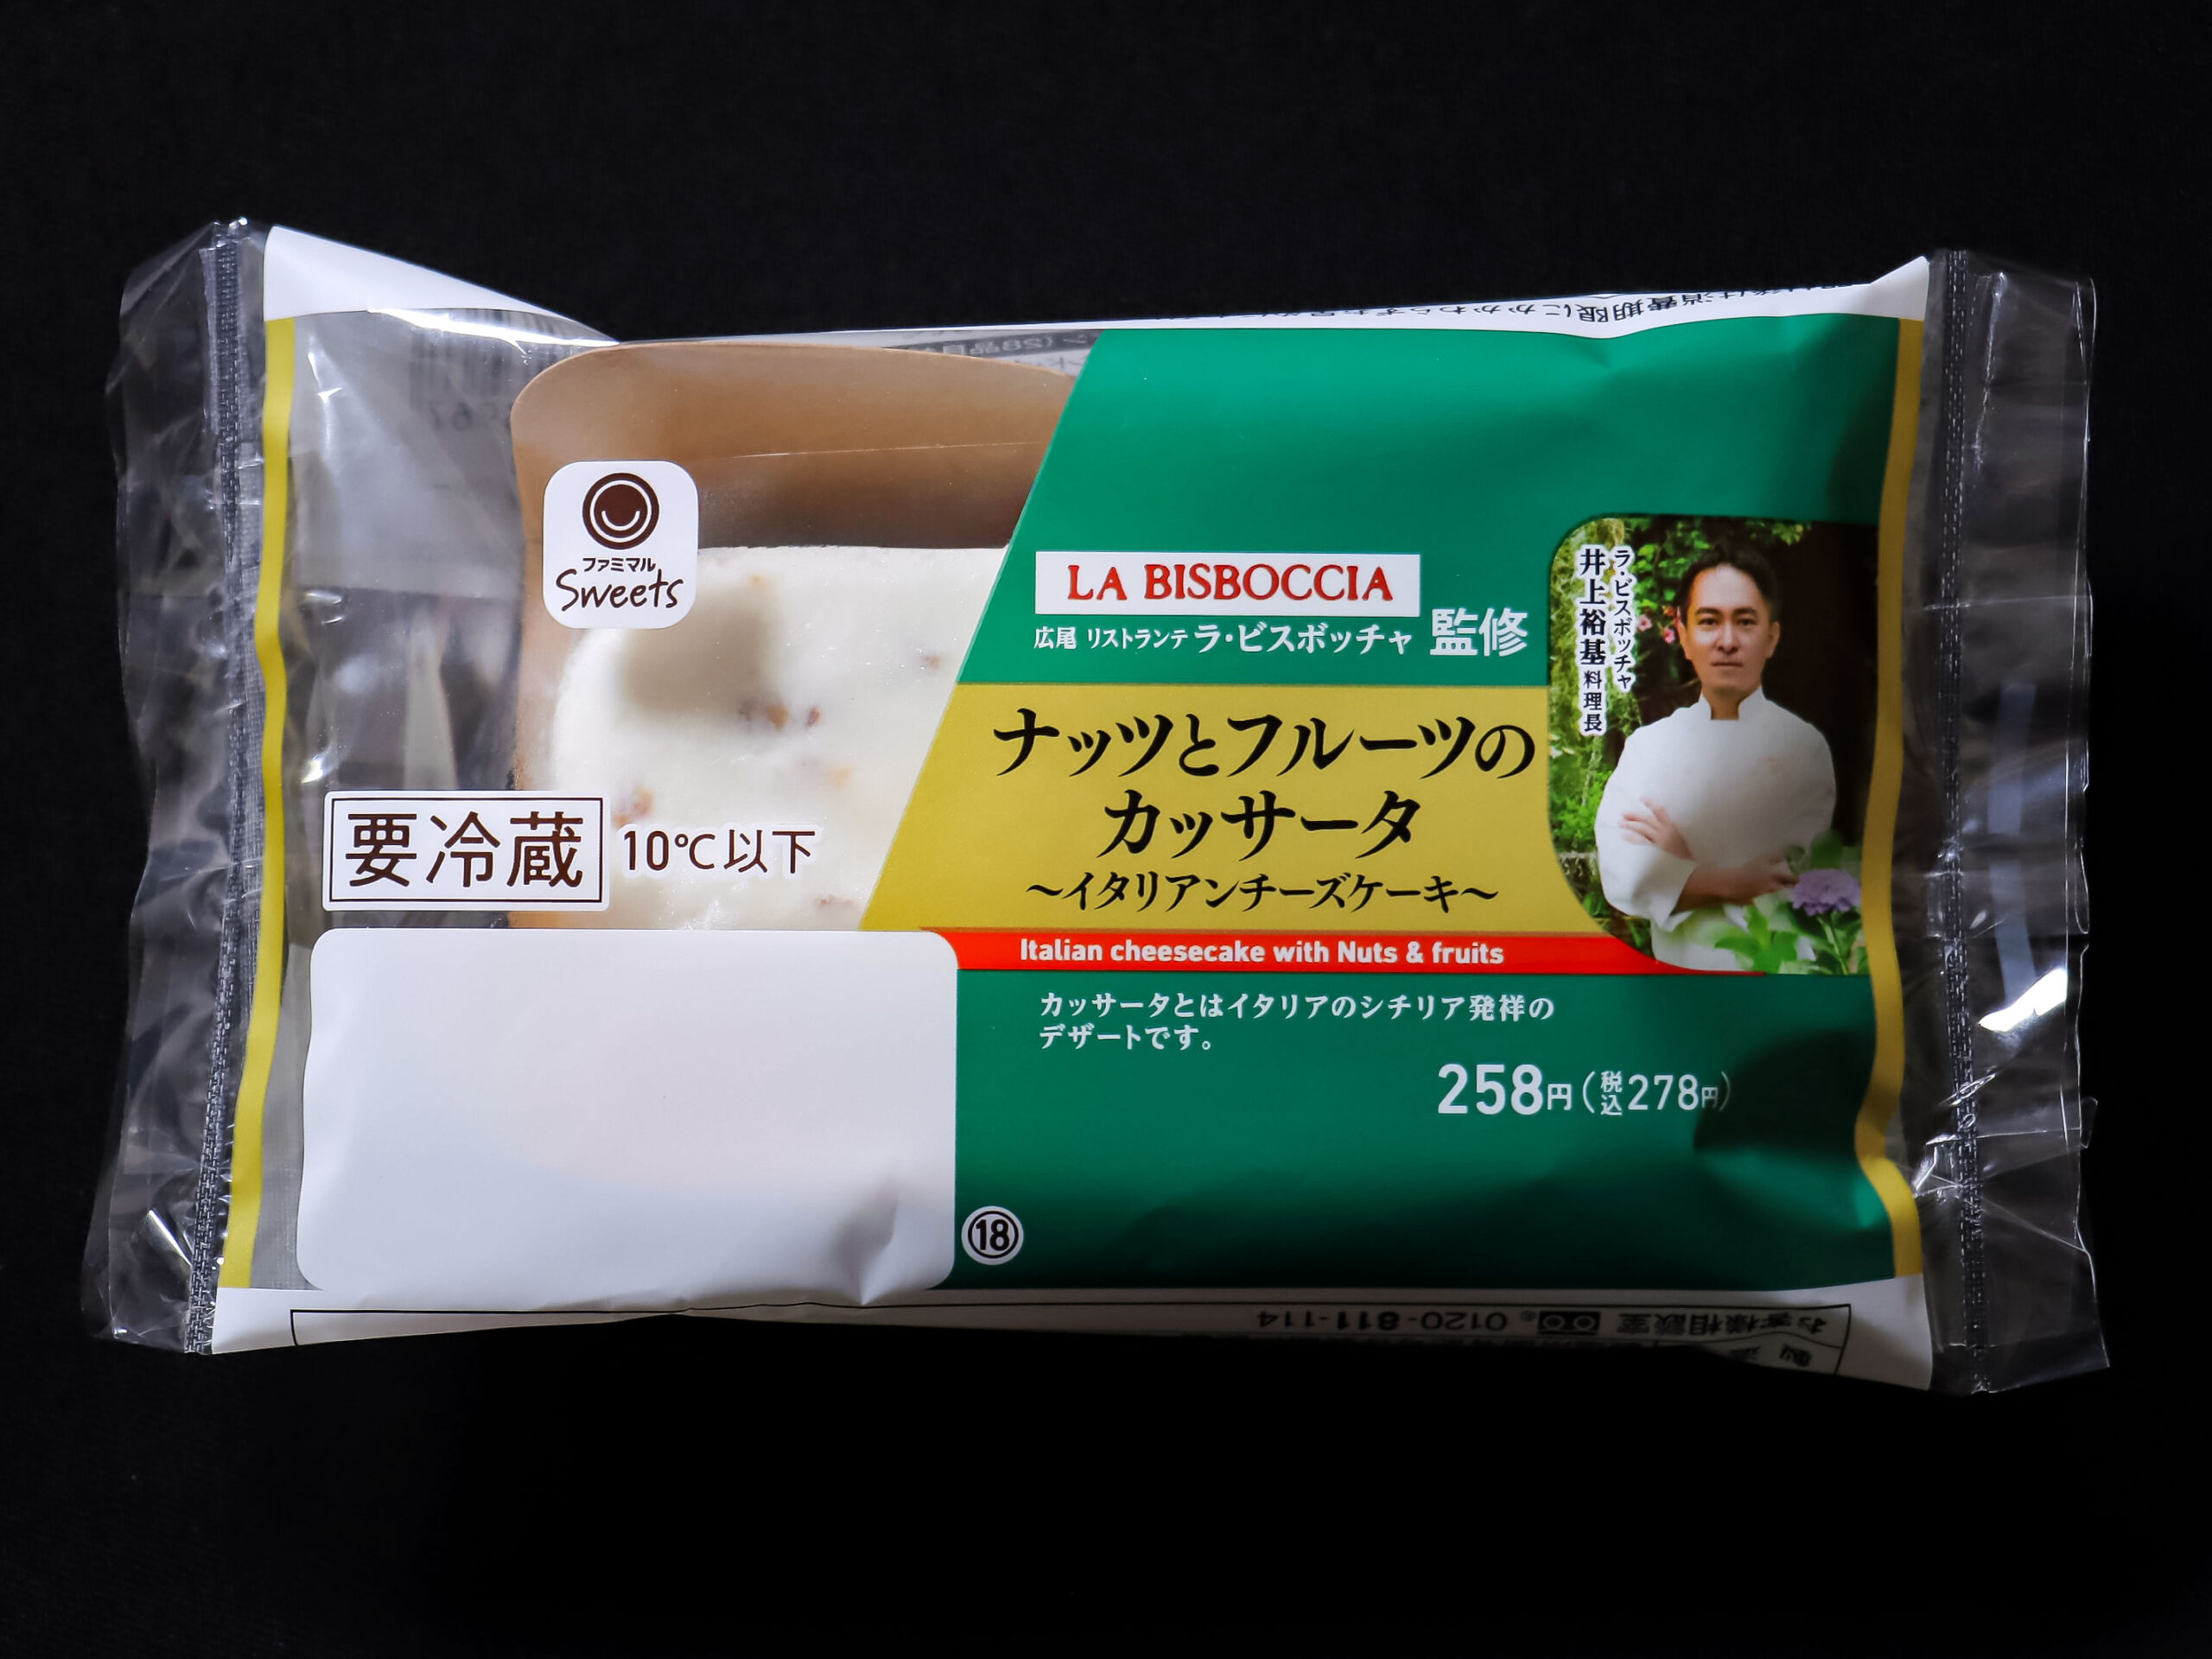 ファミマル
Sweets
要冷蔵 10℃以下
LA BISBOCCIA
広尾 リストランテ ラ・ビスボッチャ 監修
ラ・ビスボッチャ
井上裕基 料理長
ナッツとフルーツの
カッサータ
～イタリアンチーズケーキ～
Italian cheesecake with Nuts & fruits
カッサータとはイタリアのシチリア発祥の
デザートです。
258円(税込278円)
⑱
お客様相談室 0120-811-114